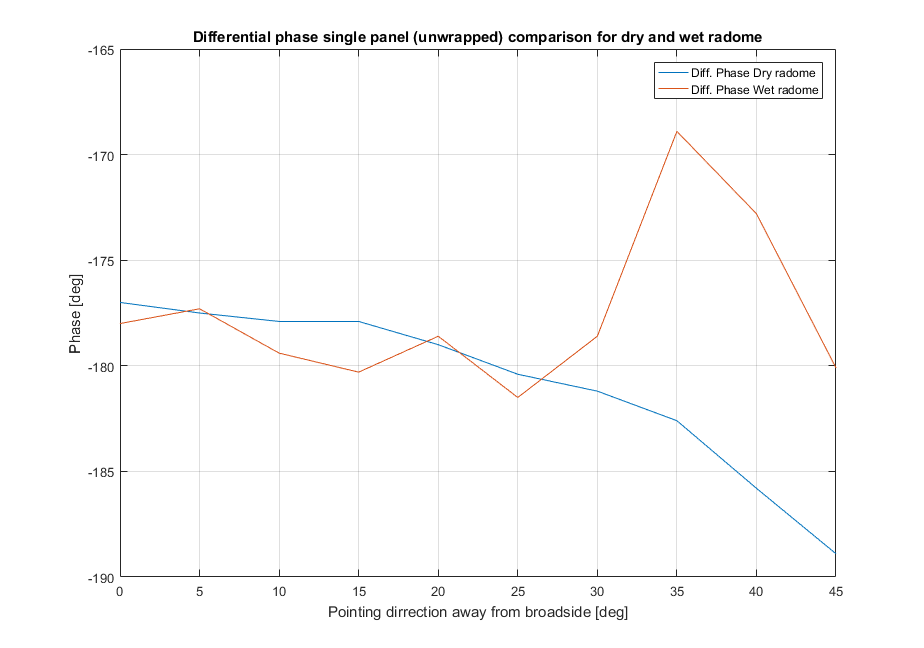 Differential phase single panel (unwrapped) comparison for dry and wet radome
-165
Diff. Phase Dry radome
Diff. Phase Wet radome
-170
-175
Phase [deg]
-180
-185
-190
0 5 10 15 20 25 30 35 40 45
Pointing dirrection away from broadside [deg]